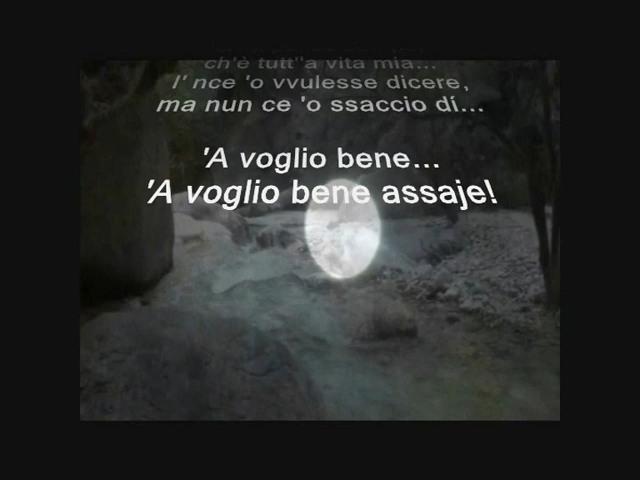 ch'è tutt''a vita mia...
I' nce 'o vvulesse dicere,
ma nun ce 'o ssaccio dí...
'A voglio bene...
'A voglio bene assaje!